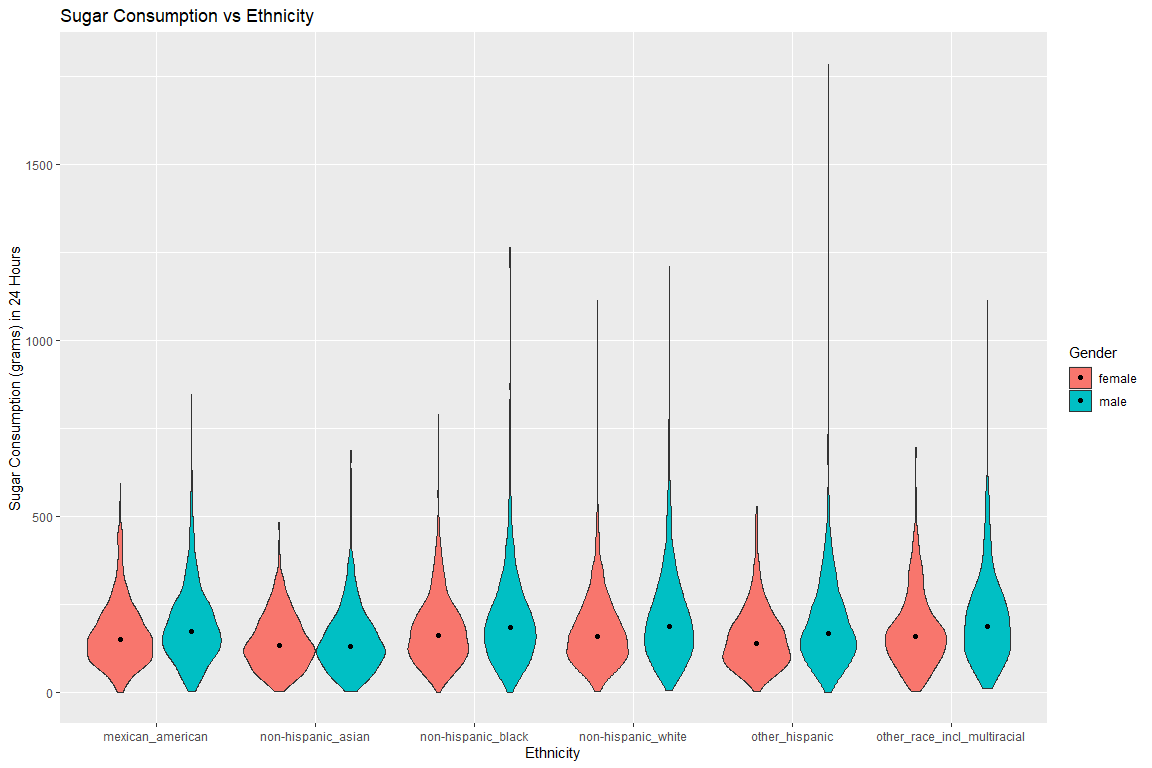 Sugar Consumption vs Ethnicity
Sugar Consumption (grams) in 24 Hours
1500
1000
500
0
mexican_american
non-hispanic_asian
non-hispanic_black
non-hispanic_white
other_hispanic
other_race_incl_multiracial
Ethnicity
Gender
female
male